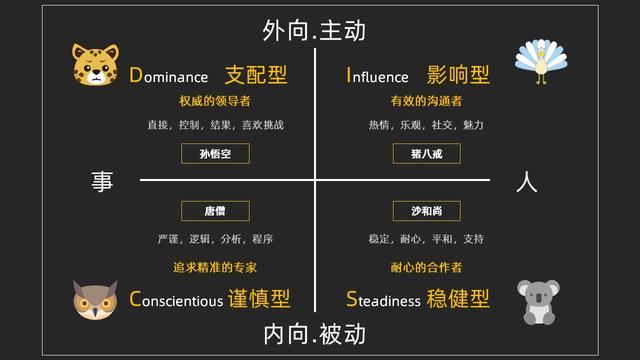 外向.主动
Dominance 支配型
权威的领导者
直接，控制，结果，喜欢挑战
孙悟空
Influence 影响型
有效的沟通者
热情，乐观，社交，魅力
猪八戒
事
人
唐僧
严谨，逻辑，分析，程序
追求精准的专家
Conscientious 谨慎型
沙和尚
稳定，耐心，平和，支持
耐心的合作者
Steadiness 稳健型
内向.被动